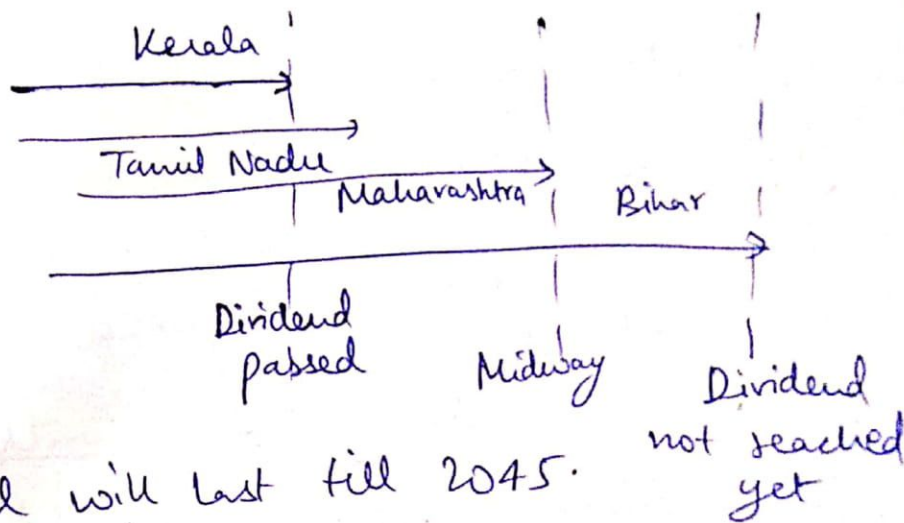 Kerala
Tamil Nadu
Maharashtra
Bihar
Dividend
passed
Midway
Dividend
not reached
yet
will last till 2045.